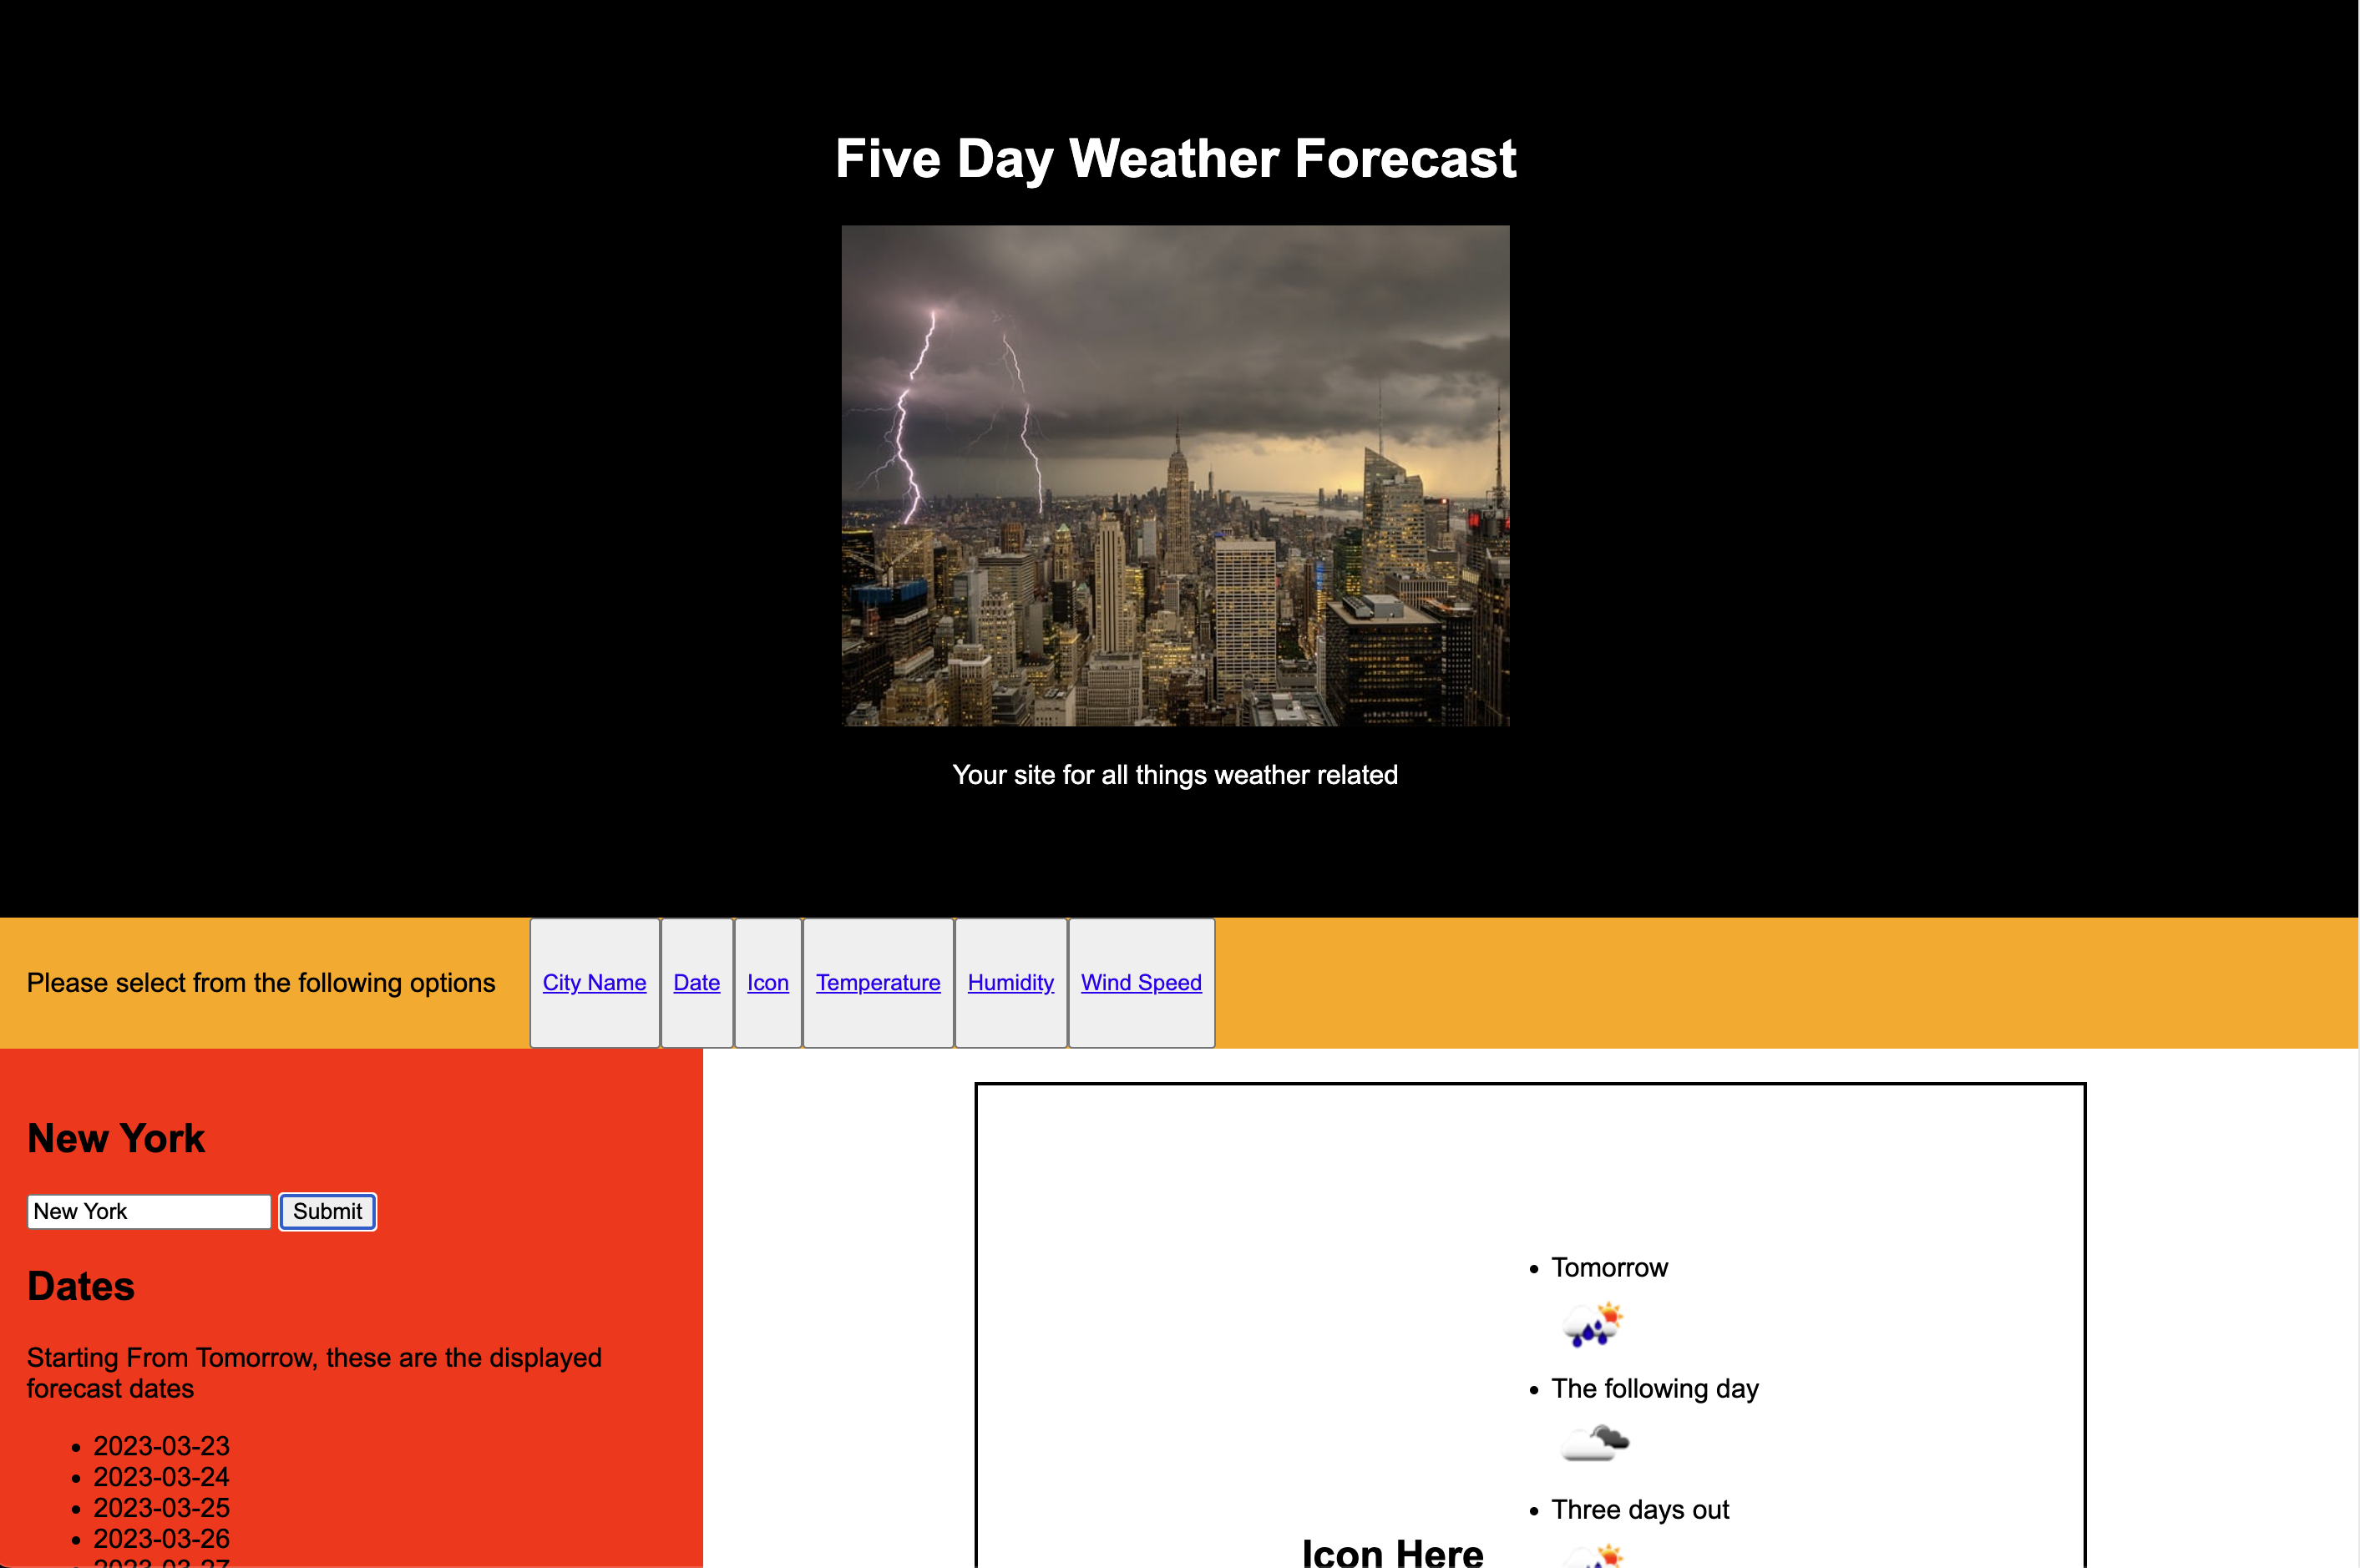 Five Day Weather Forecast
Your site for all things weather related
Please select from the following options
City Name
Date
Icon
Temperature
Humidity
Wind Speed
New York
New York
Submit
Dates
Starting From Tomorrow, these are the displayed
forecast dates
2023-03-23
2023-03-24
2023-03-25
2023-03-26
2023-03-27
Tomorrow
The following day
Three days out
Icon Here